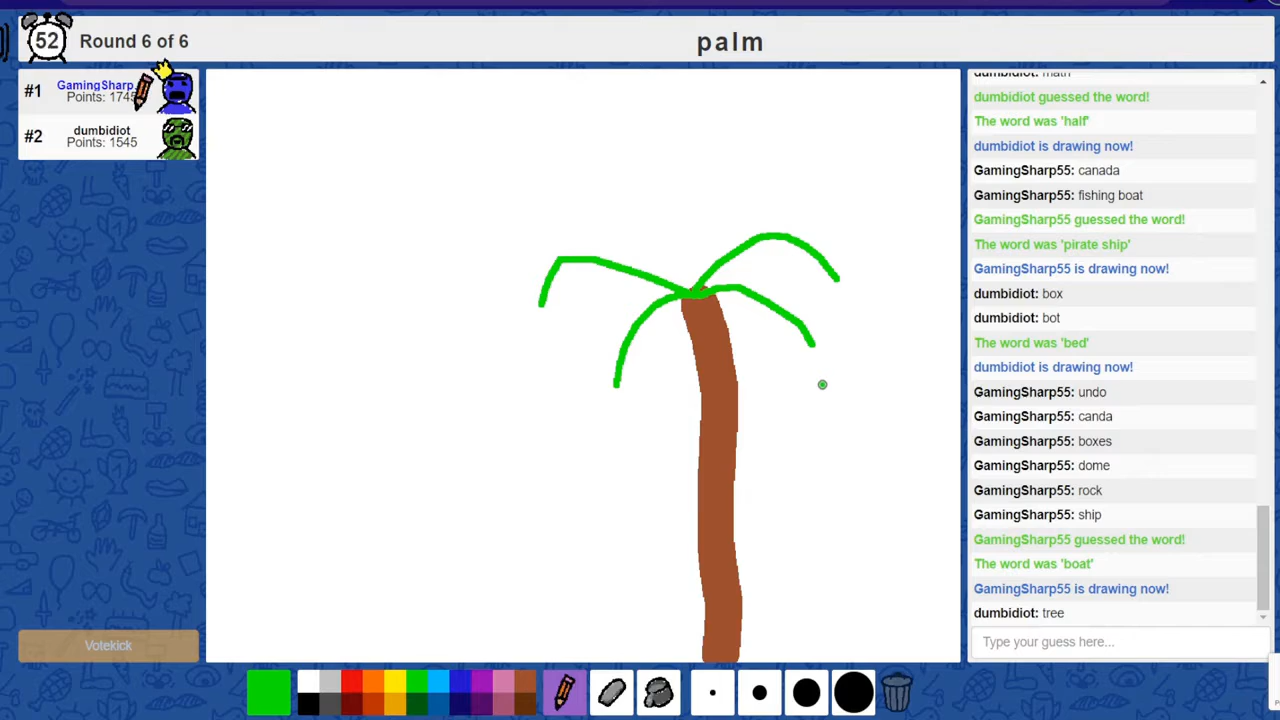 52
Round 6 of 6
palm
#1
GamingSharp
Points: 1745
#2
dumbidiot
Points: 1545
Votekick
dumbidiot: math
dumbidiot guessed the word!
The word was 'half'
dumbidiot is drawing now!
GamingSharp55: canada
GamingSharp55: fishing boat
GamingSharp55 guessed the word!
The word was 'pirate ship'
GamingSharp55 is drawing now!
dumbidiot: box
dumbidiot: bot
The word was 'bed'
dumbidiot is drawing now!
GamingSharp55: undo
GamingSharp55: canda
GamingSharp55: boxes
GamingSharp55: dome
GamingSharp55: rock
GamingSharp55: ship
GamingSharp55 guessed the word!
The word was 'boat'
GamingSharp55 is drawing now!
dumbidiot: tree
Type your guess here...